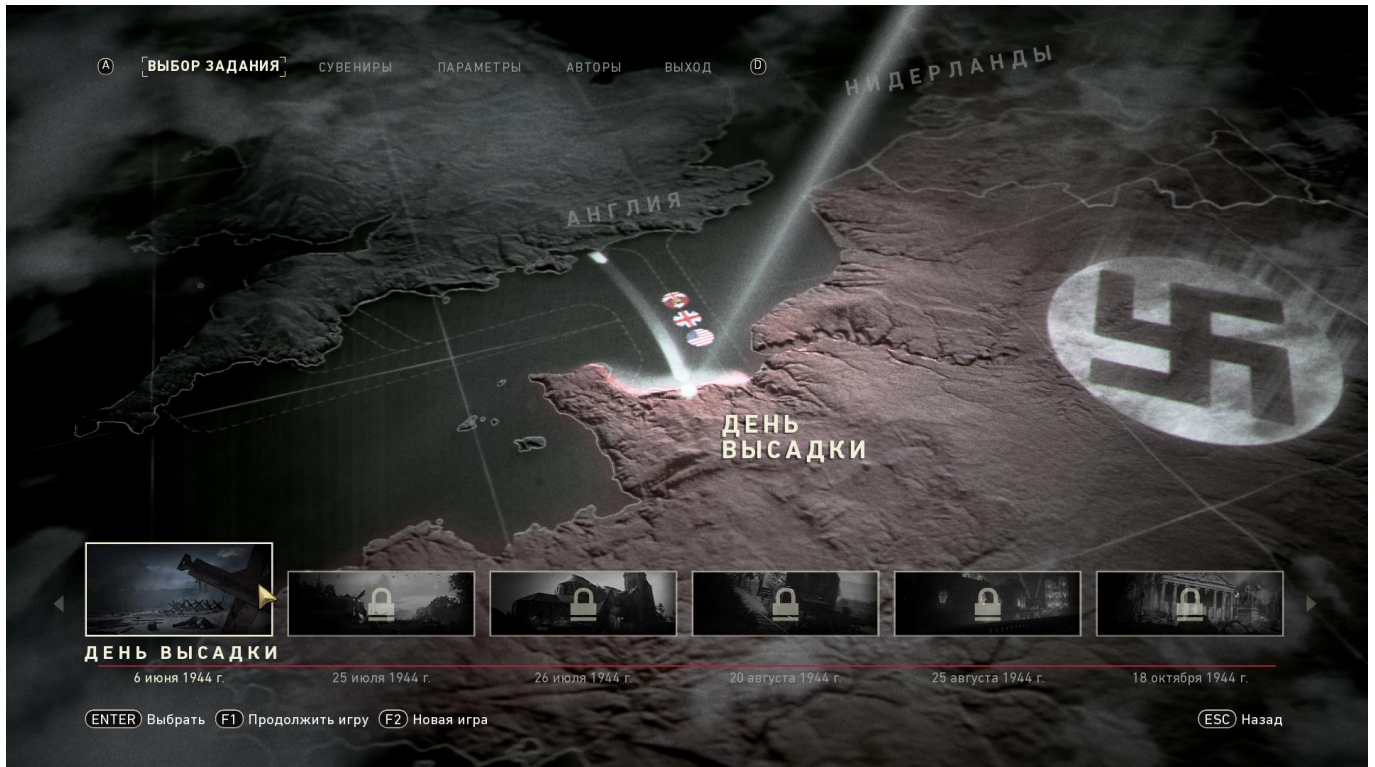 A ВЫБОР ЗАДАНИЯ СУВЕНИРЫ ПАРАМЕТРЫ АВТОРЫ ВЫХОД D
НИДЕРЛАНДЫ
АНГЛИЯ
ДЕНЬ
ВЫСАДКИ
ДЕНЬ ВЫСАДКИ
6 июня 1944 г. 25 июля 1944 г. 26 июля 1944 г. 20 августа 1944 г. 25 августа 1944 г. 18 октября 1944 г.
ENTER Выбрать F1 Продолжить игру F2 Новая игра ESC Назад